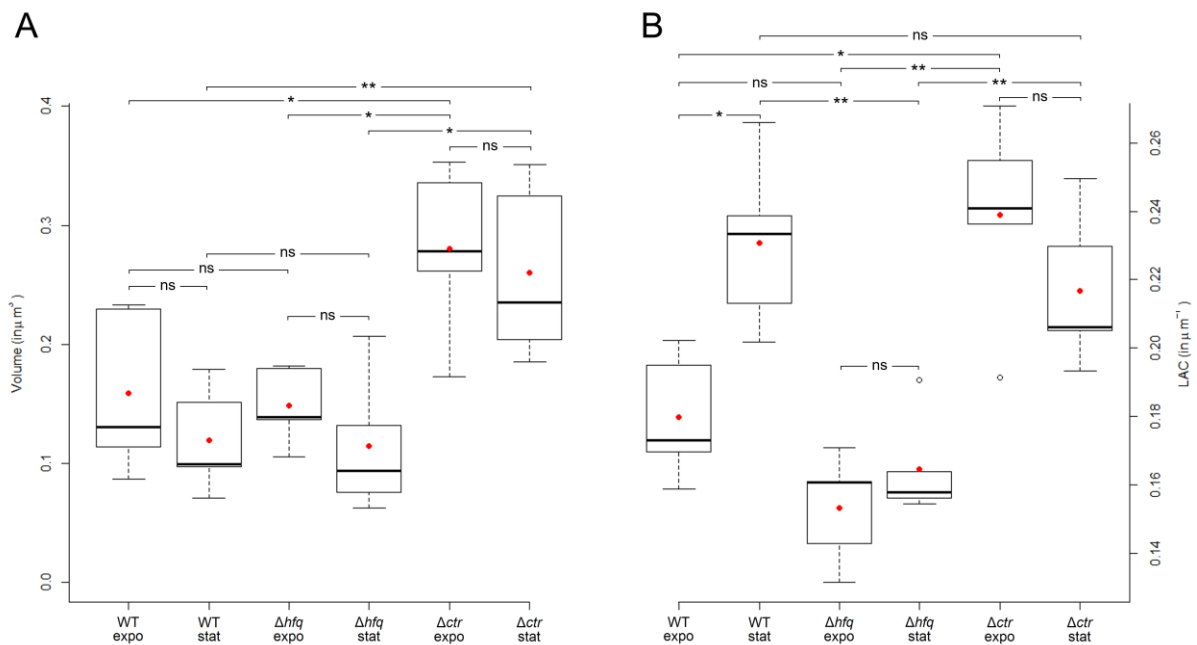 A
B
ns
**
*
*
**
*
ns
**
*
**
ns
*
ns
0.4
0.3
0.2
0.1
0.0
Volume (in μ m³)
ns
ns
ns
ns
ns
0.26
0.24
0.22
0.20
0.18
0.16
0.14
LAC (in μ m⁻¹)
WT
expo
WT
stat
Δhfq
expo
Δhfq
stat
Δctr
expo
Δctr
stat
WT
expo
WT
stat
Δhfq
expo
Δhfq
stat
Δctr
expo
Δctr
stat